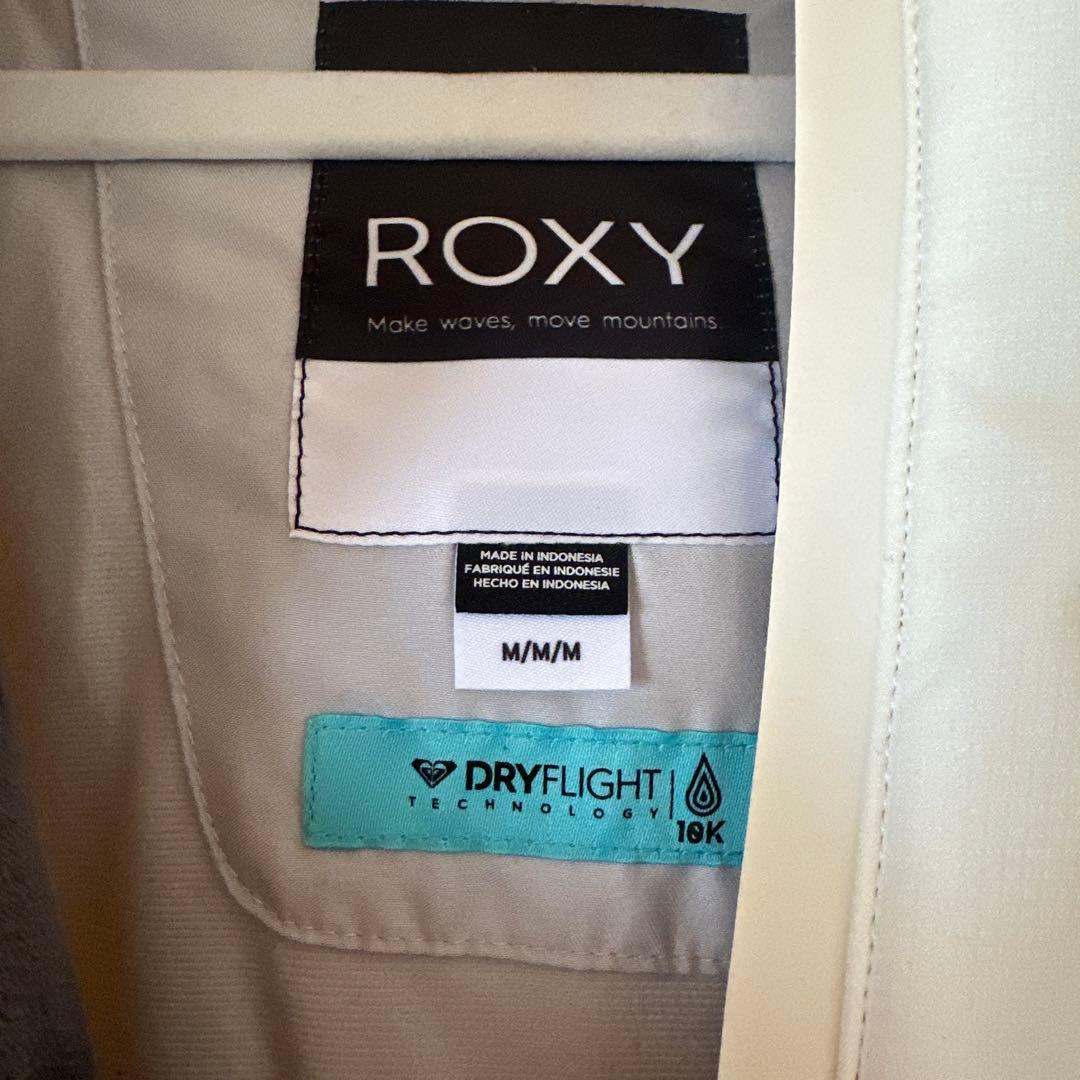 ROXY
Make waves, move mountains
MADE IN INDONESIA
FABRIQUÉ EN INDONESIE
HECHO EN INDONESIA
M/M/M
DRYFLIGHT
TECHNOLOGY
10K